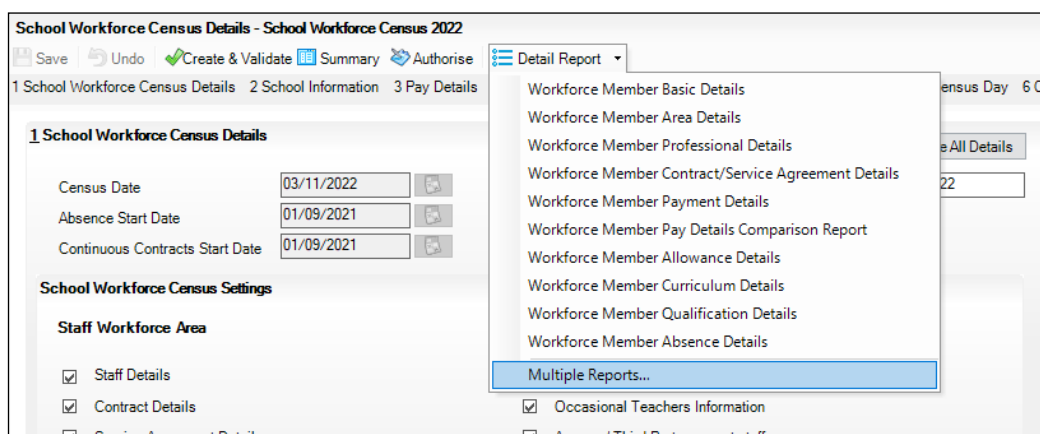 School Workforce Census Details - School Workforce Census 2022
Save Undo Create & Validate Summary Authorise Detail Report
1 School Workforce Census Details 2 School Information 3 Pay Details Census Day 6
1 School Workforce Census Details
All Details
Census Date 03/11/2022 22
Absence Start Date 01/09/2021
Continuous Contracts Start Date 01/09/2021
School Workforce Census Settings
Staff Workforce Area
Staff Details
Contract Details
Workforce Member Basic Details
Workforce Member Area Details
Workforce Member Professional Details
Workforce Member Contract/Service Agreement Details
Workforce Member Payment Details
Workforce Member Pay Details Comparison Report
Workforce Member Allowance Details
Workforce Member Curriculum Details
Workforce Member Qualification Details
Workforce Member Absence Details
Multiple Reports...
Occasional Teachers Information